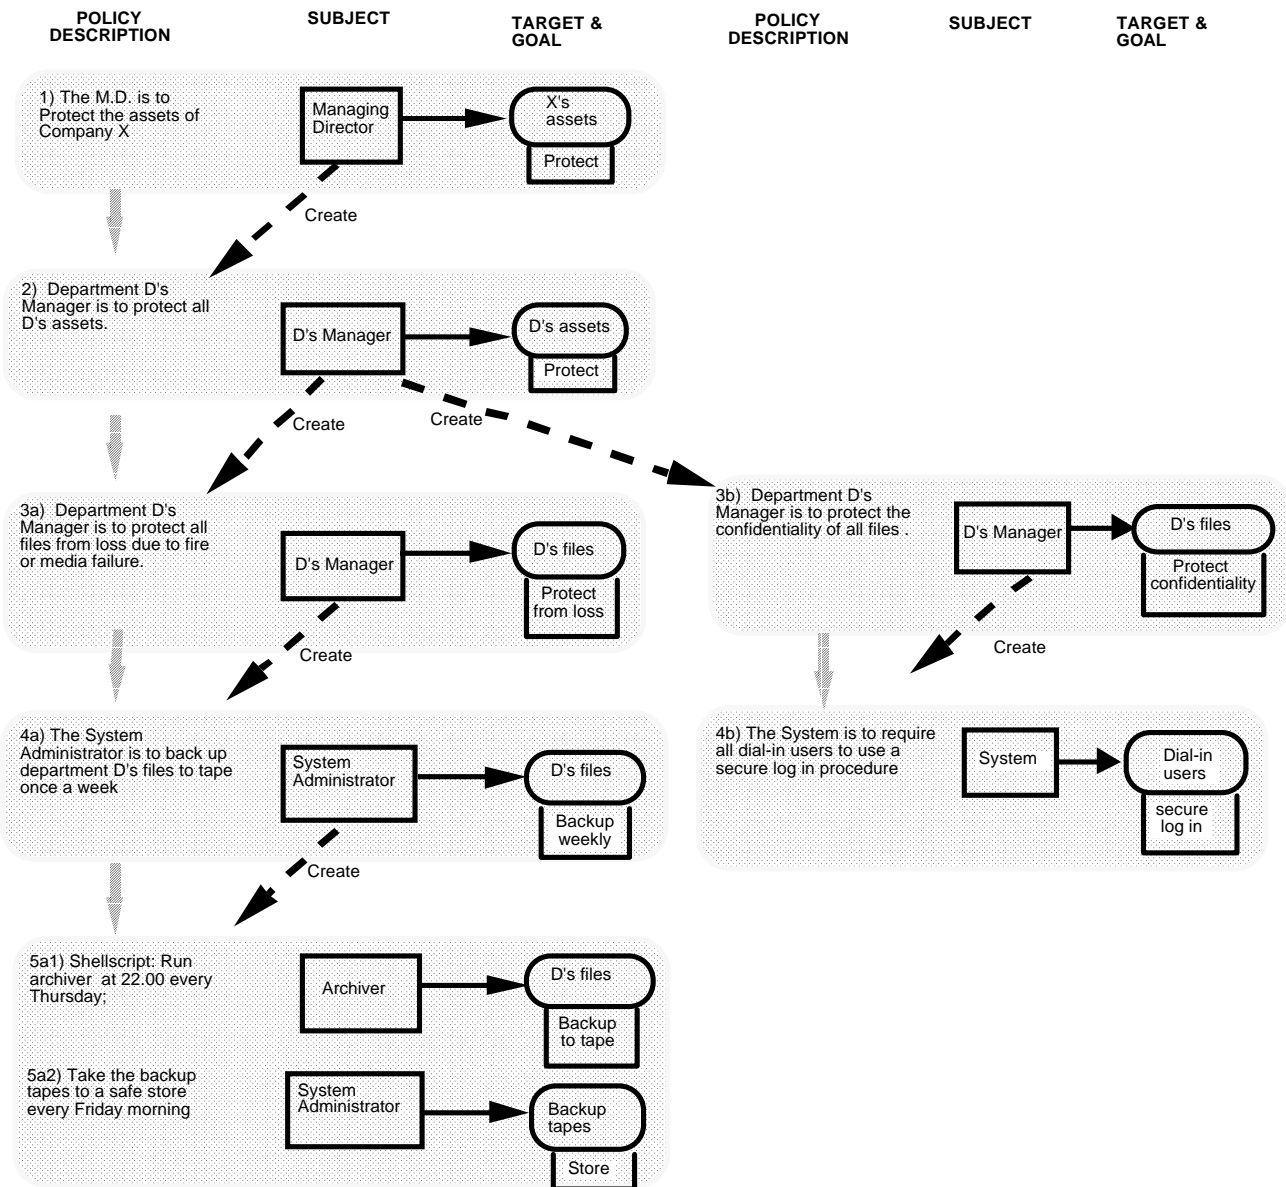 POLICY
DESCRIPTION
SUBJECT
TARGET &
GOAL
POLICY
DESCRIPTION
SUBJECT
TARGET &
GOAL
1) The M.D. is to
Protect the assets of
Company X
Managing
Director
X's
assets
Protect
Create
2) Department D's
Manager is to protect all
D's assets.
D's Manager
D's assets
Protect
Create
Create
3a) Department D's
Manager is to protect all
files from loss due to fire
or media failure.
D's Manager
D's files
Protect
from loss
Create
3b) Department D's
Manager is to protect the
confidentiality of all files .
D's Manager
D's files
Protect
confidentiality
Create
4a) The System
Administrator is to back up
department D's files to tape
once a week
System
Administrator
D's files
Backup
weekly
Create
4b) The System is to require
all dial-in users to use a
secure log in procedure
System
Dial-in
users
secure
log in
5a1) Shellscript: Run
archiver at 22.00 every
Thursday;
Archiver
D's files
Backup
to tape
5a2) Take the backup
tapes to a safe store
every Friday morning
System
Administrator
Backup
tapes
Store